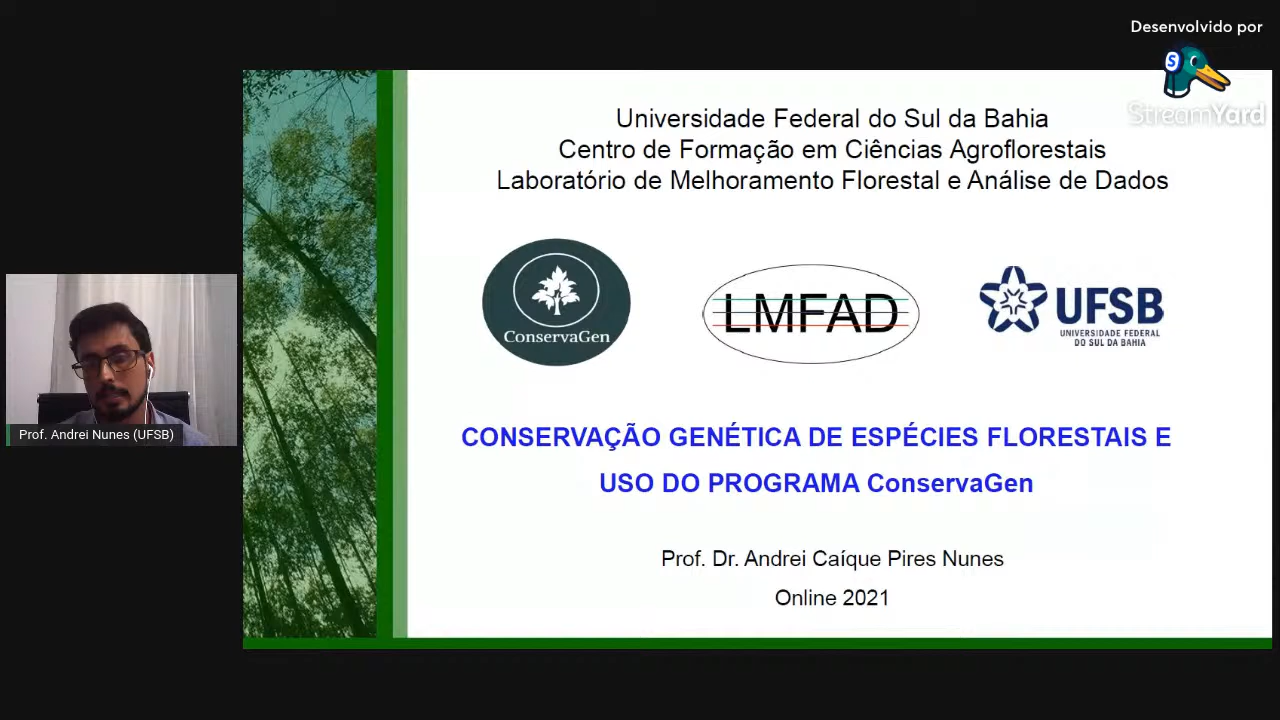 Desenvolvido por
S
StreamYard
Universidade Federal do Sul da Bahia
Centro de Formação em Ciências Agroflorestais
Laboratório de Melhoramento Florestal e Análise de Dados
ConservaGen
LMFAD
UFSB
UNIVERSIDADE FEDERAL
DO SUL DA BAHIA
Prof. Andrei Nunes (UFSB)
CONSERVAÇÃO GENÉTICA DE ESPÉCIES FLORESTAIS E
USO DO PROGRAMA ConservaGen
Prof. Dr. Andrei Caíque Pires Nunes
Online 2021